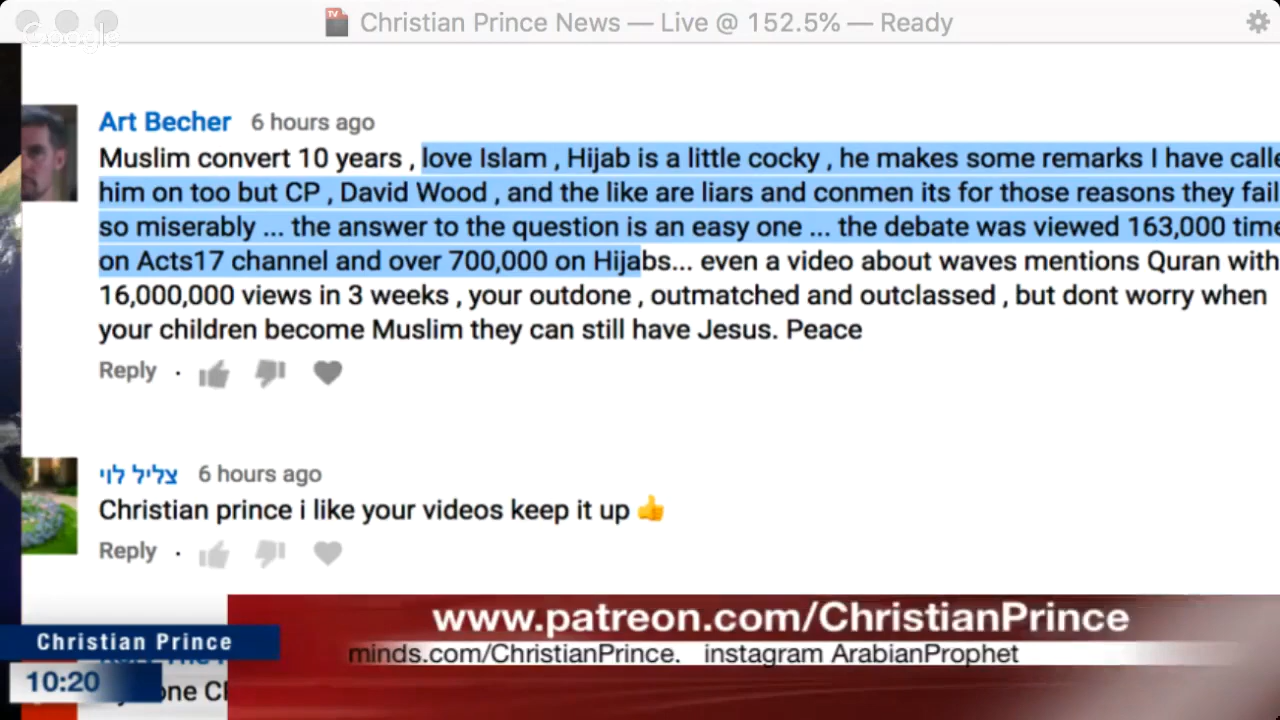 Christian Prince News — Live @ 152.5% — Ready
Google
Art Becher 6 hours ago
Muslim convert 10 years , love Islam , Hijab is a little cocky , he makes some remarks I have calle
him on too but CP , David Wood , and the like are liars and conmen its for those reasons they fail
so miserably ... the answer to the question is an easy one ... the debate was viewed 163,000 time
on Acts17 channel and over 700,000 on Hijabs... even a video about waves mentions Quran with
16,000,000 views in 3 weeks , your outdone , outmatched and outclassed , but dont worry when
your children become Muslim they can still have Jesus. Peace
Reply
צליל לוי 6 hours ago
Christian prince i like your videos keep it up 👍
Reply
www.patreon.com/ChristianPrince
Christian Prince
minds.com/ChristianPrince. instagram ArabianProphet
10:20